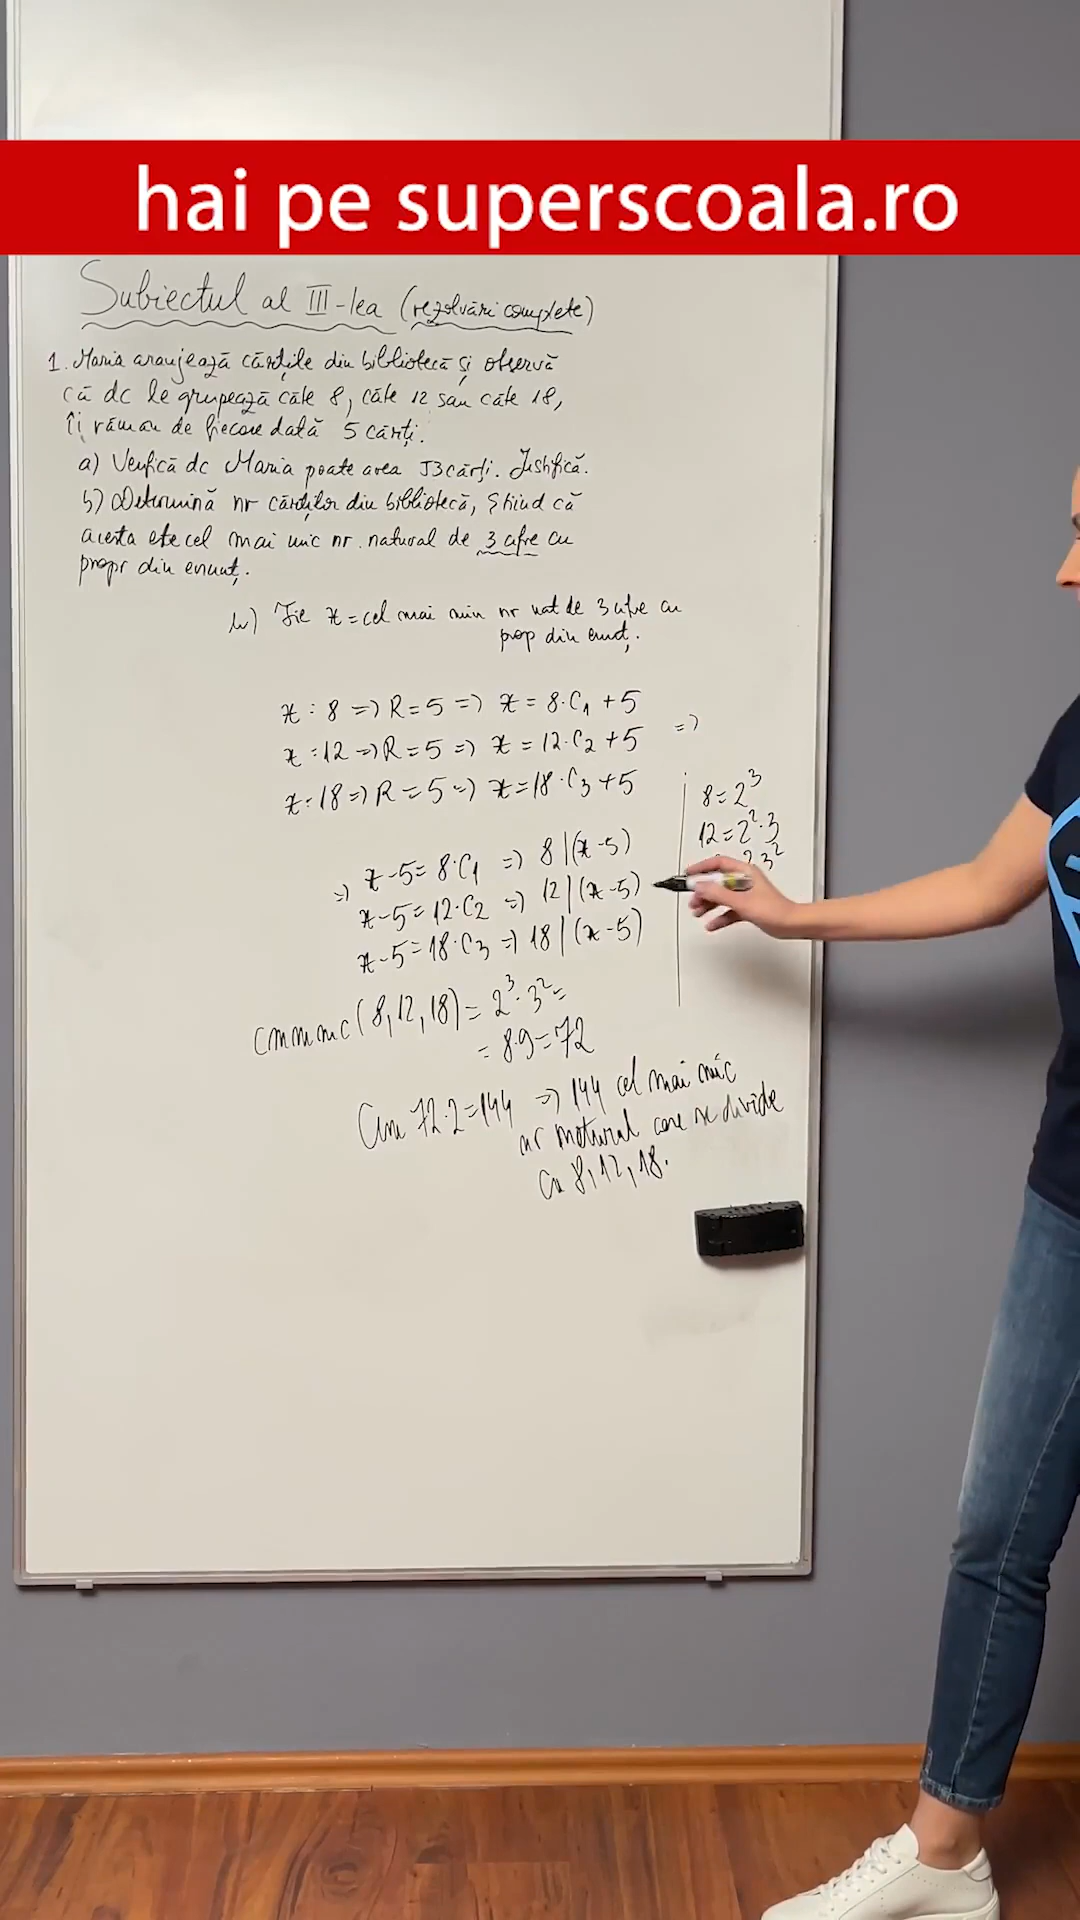 hai pe superscoala.ro
Subiectul al III-lea (rezolvări complete)
1. Maria aranjează cărțile din bibliotecă și observă
că dc le grupează câte 8, câte 12 sau câte 18,
îi rămân de fiecare dată 5 cărți.
a) Verifică dc Maria poate avea 53 cărți. Justifică.
b) Determină nr cărților din bibliotecă, știind că
acesta este cel mai mic nr. natural de 3 cifre cu
propr din enunț.
b) Fie x = cel mai mic nr nat de 3 cifre cu
prop din enunț.
x : 8 => R = 5 => x = 8·C₁ + 5
x : 12 => R = 5 => x = 12·C₂ + 5 =>
x : 18 => R = 5 => x = 18·C₃ + 5
8 = 2³
12 = 2²·3
3²
=> x - 5 = 8·C₁ => 8 | (x - 5)
x - 5 = 12·C₂ => 12 | (x - 5)
x - 5 = 18·C₃ => 18 | (x - 5)
cmmmc (8, 12, 18) = 2³·3² =
= 8·9 = 72
Cum 72·2 = 144 => 144 cel mai mic
nr natural care se divide
cu 8, 12, 18.